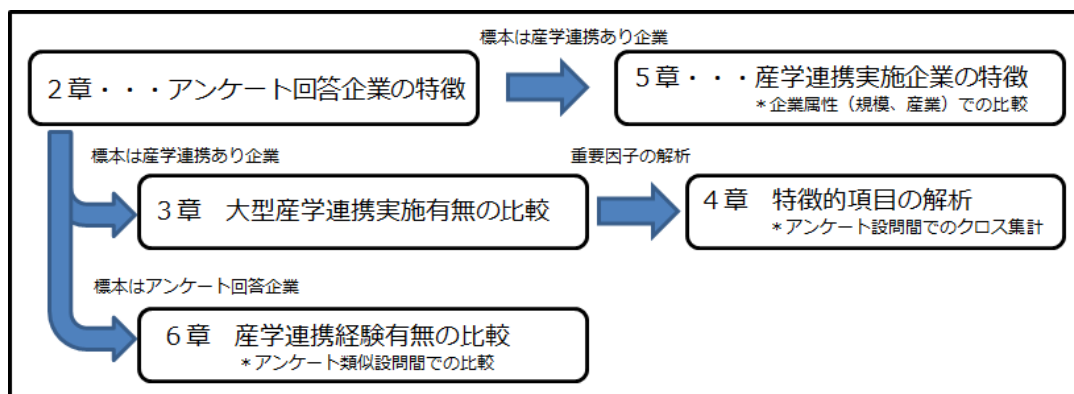 標本は産学連携あり企業
2章・・・アンケート回答企業の特徴
5章・・・産学連携実施企業の特徴
＊企業属性（規模、産業）での比較
標本は産学連携あり企業
重要因子の解析
3章　大型産学連携実施有無の比較
4章　特徴的項目の解析
＊アンケート設問間でのクロス集計
標本はアンケート回答企業
6章　産学連携経験有無の比較
＊アンケート類似設問間での比較